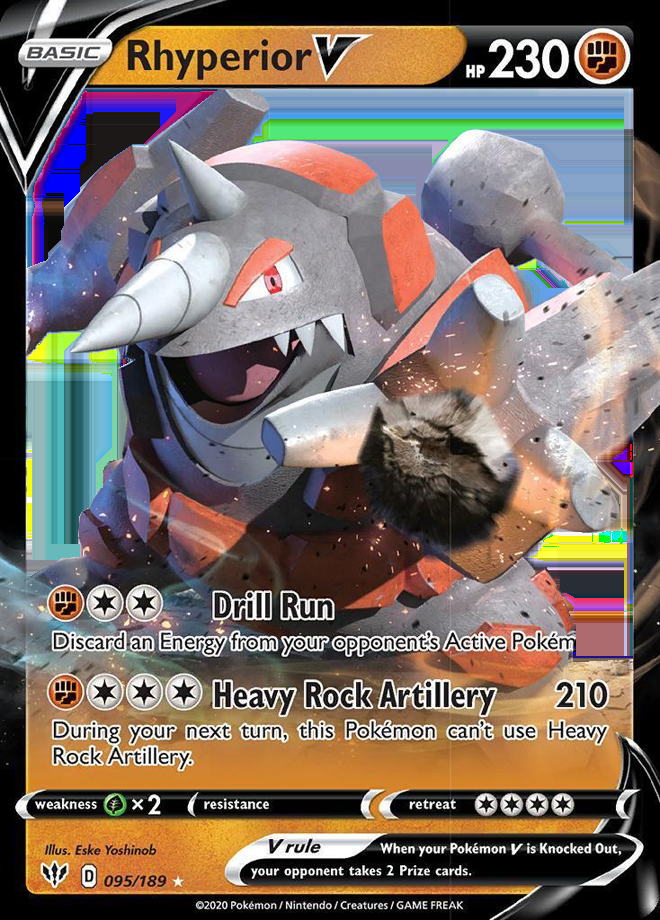 BASIC Rhyperior V HP 230
Drill Run
Discard an Energy from your opponent's Active Pokém
Heavy Rock Artillery 210
During your next turn, this Pokémon can't use Heavy
Rock Artillery.
weakness ×2 resistance retreat
Illus. Eske Yoshinob
V rule When your Pokémon V is Knocked Out,
your opponent takes 2 Prize cards.
D 095/189
©2020 Pokémon / Nintendo / Creatures / GAME FREAK